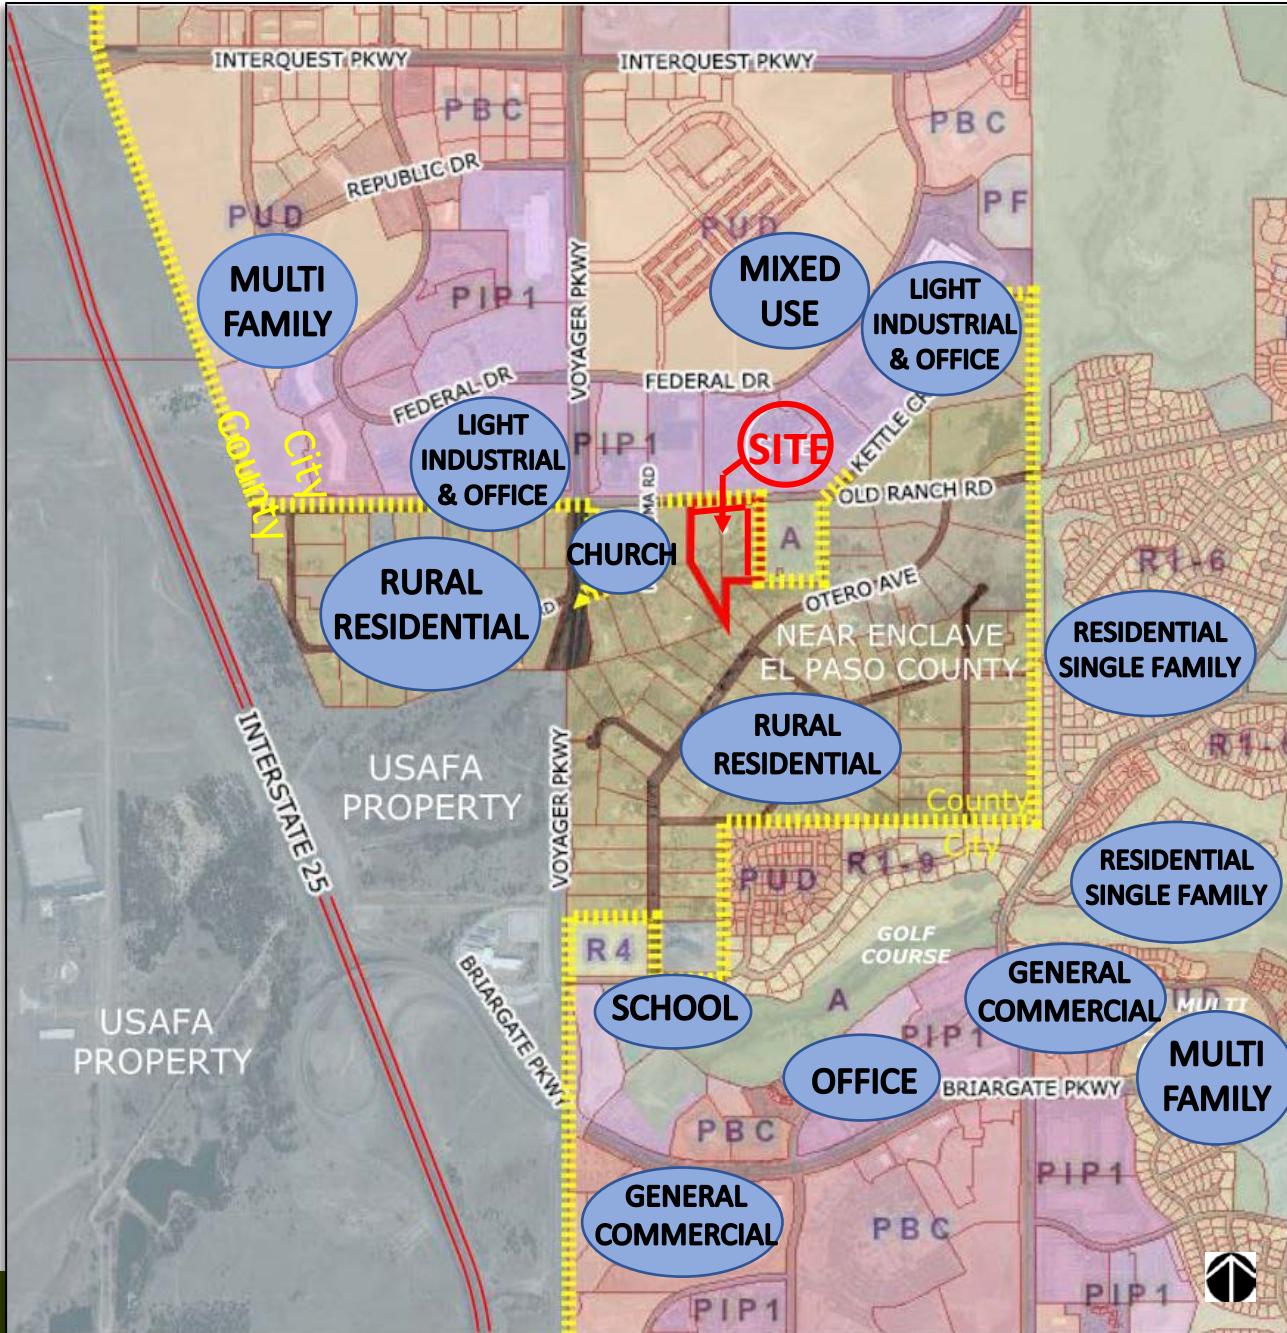 INTERQUEST PKWY
INTERQUEST PKWY
PBC
PBC
REPUBLIC DR
PF
PUD
PUD
MULTI
FAMILY
VOYAGER PKWY
MIXED
USE
LIGHT
INDUSTRIAL
& OFFICE
PIP1
FEDERAL DR
FEDERAL DR
LIGHT
INDUSTRIAL
& OFFICE
PIP1
SITE
KETTLE
County
City
MA RD
OLD RANCH RD
A
CHURCH
R1-6
RURAL
RESIDENTIAL
OTERO AVE
NEAR ENCLAVE
EL PASO COUNTY
RESIDENTIAL
SINGLE FAMILY
RURAL
RESIDENTIAL
INTERSTATE 25
USAFA
PROPERTY
VOYAGER PKWY
County
City
PUD
R1-9
RESIDENTIAL
SINGLE FAMILY
GOLF
COURSE
R4
BRIARGATE PKWY
SCHOOL
A
GENERAL
COMMERCIAL
MULTI
PIP1
USAFA
PROPERTY
OFFICE
BRIARGATE PKWY
MULTI
FAMILY
PBC
PIP1
GENERAL
COMMERCIAL
PBC
PIP1
PIP1